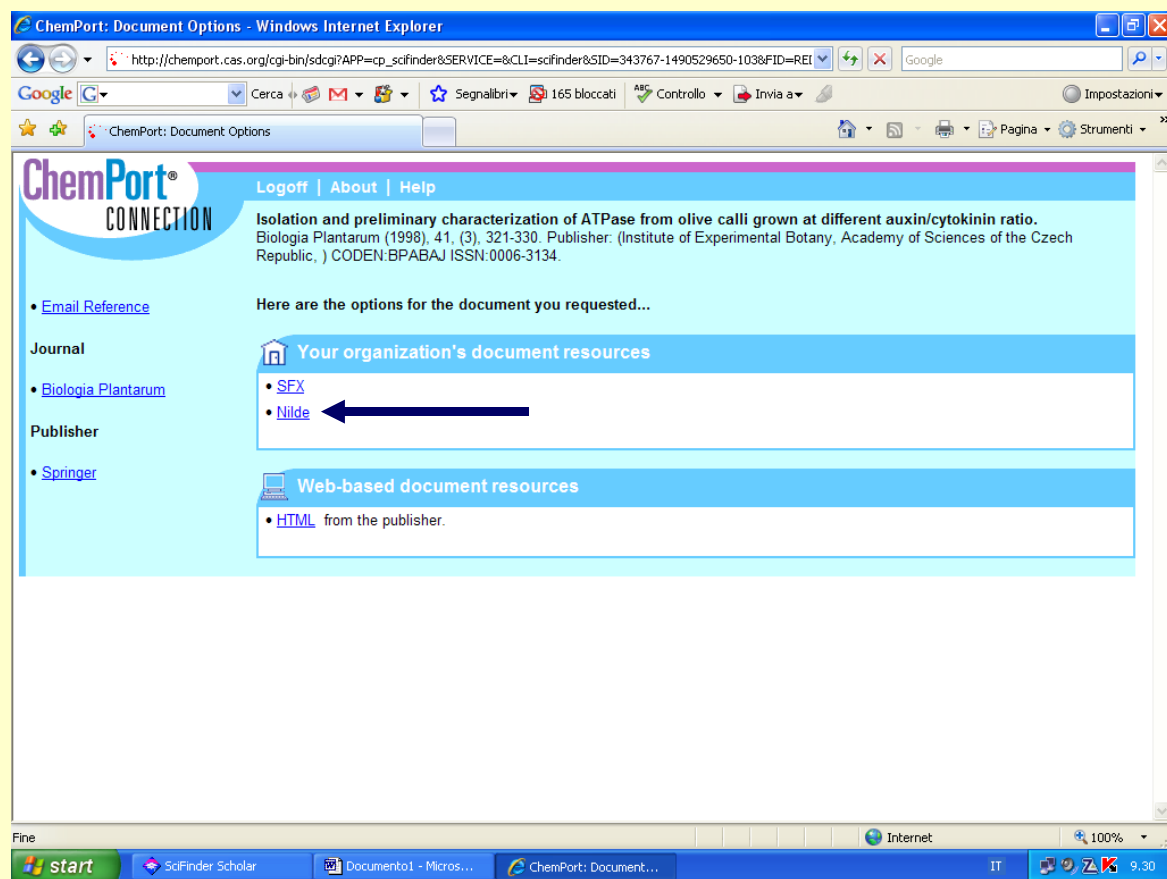 ChemPort: Document Options - Windows Internet Explorer
http://chemport.cas.org/cgi-bin/sdcgi?APP=cp_scifinder&SERVICE=&CLI=scifinder&SID=343767-1490529650-103&FID=REI
Google
Google G Cerca Segnalibri 165 bloccati ABC Controllo Invia a Impostazioni
ChemPort: Document Options Pagina Strumenti »
ChemPort®
CONNECTION
Logoff | About | Help
Isolation and preliminary characterization of ATPase from olive calli grown at different auxin/cytokinin ratio.
Biologia Plantarum (1998), 41, (3), 321-330. Publisher: (Institute of Experimental Botany, Academy of Sciences of the Czech
Republic, ) CODEN:BPABAJ ISSN:0006-3134.
• Email Reference
Journal
• Biologia Plantarum
Publisher
• Springer
Here are the options for the document you requested...
Your organization's document resources
• SFX
• Nilde
Web-based document resources
• HTML from the publisher.
Fine Internet 100%
start SciFinder Scholar Documento1 - Micros... ChemPort: Document... IT 9.30